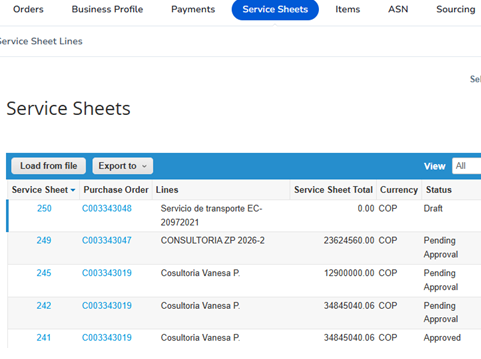 Orders Business Profile Payments Service Sheets Items ASN Sourcing
Service Sheet Lines
Service Sheets
Load from file Export to View All
Service Sheet Purchase Order Lines Service Sheet Total Currency Status
250 C003343048 Servicio de transporte EC-20972021 0.00 COP Draft
249 C003343047 CONSULTORIA ZP 2026-2 23624560.00 COP Pending Approval
245 C003343019 Cosultoria Vanesa P. 12900000.00 COP Pending Approval
242 C003343019 Cosultoria Vanesa P. 34845040.06 COP Pending Approval
241 C003343019 Cosultoria Vanesa P. 34845040.06 COP Approved